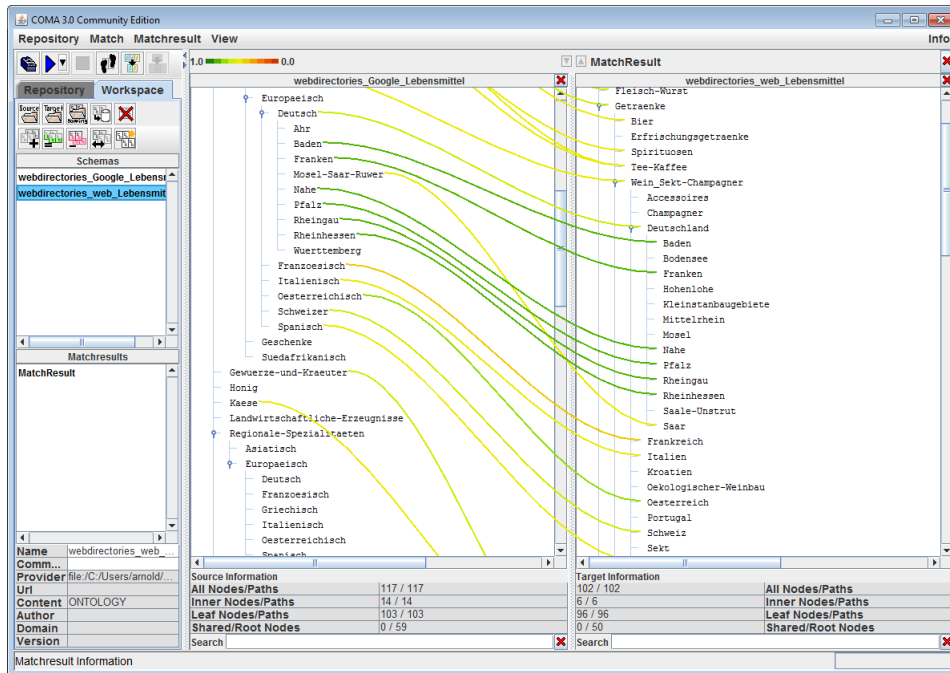 COMA 3.0 Community Edition
Repository Match Matchresult View Info
1.0 0.0 MatchResult
Repository Workspace
Source Target
Schemas
webdirectories_Google_Lebensr
webdirectories_web_Lebensmit
Matchresults
MatchResult
Name webdirectories_web_...
Comm...
Provider file:/C:/Users/arnold/...
Url
Content ONTOLOGY
Author
Domain
Version
webdirectories_Google_Lebensmittel
Europaeisch
Deutsch
Ahr
Baden
Franken
Mosel-Saar-Ruwer
Nahe
Pfalz
Rheingau
Rheinhessen
Wuerttemberg
Franzoesisch
Italienisch
Oesterreichisch
Schweizer
Spanisch
Geschenke
Suedafrikanisch
Gewuerze-und-Kraeuter
Honig
Kaese
Landwirtschaftliche-Erzeugnisse
Regionale-Spezialitaeten
Asiatisch
Europaeisch
Deutsch
Franzoesisch
Griechisch
Italienisch
Oesterreichisch
Spanisch
webdirectories_web_Lebensmittel
Fleisch-Wurst
Getraenke
Bier
Erfrischungsgetraenke
Spirituosen
Tee-Kaffee
Wein_Sekt-Champagner
Accessoires
Champagner
Deutschland
Baden
Bodensee
Franken
Hohenlohe
Kleinstanbaugebiete
Mittelrhein
Mosel
Nahe
Pfalz
Rheingau
Rheinhessen
Saale-Unstrut
Saar
Frankreich
Italien
Kroatien
Oekologischer-Weinbau
Oesterreich
Portugal
Schweiz
Sekt
Source Information
All Nodes/Paths 117 / 117
Inner Nodes/Paths 14 / 14
Leaf Nodes/Paths 103 / 103
Shared/Root Nodes 0 / 59
Search
Target Information
102 / 102 All Nodes/Paths
6 / 6 Inner Nodes/Paths
96 / 96 Leaf Nodes/Paths
0 / 50 Shared/Root Nodes
Search
Matchresult Information